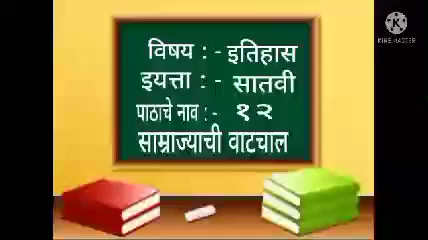 विषय : - इतिहास
इयत्ता : - सातवी
पाठाचे नाव : - १२
साम्राज्याची वाटचाल
KINEMASTER